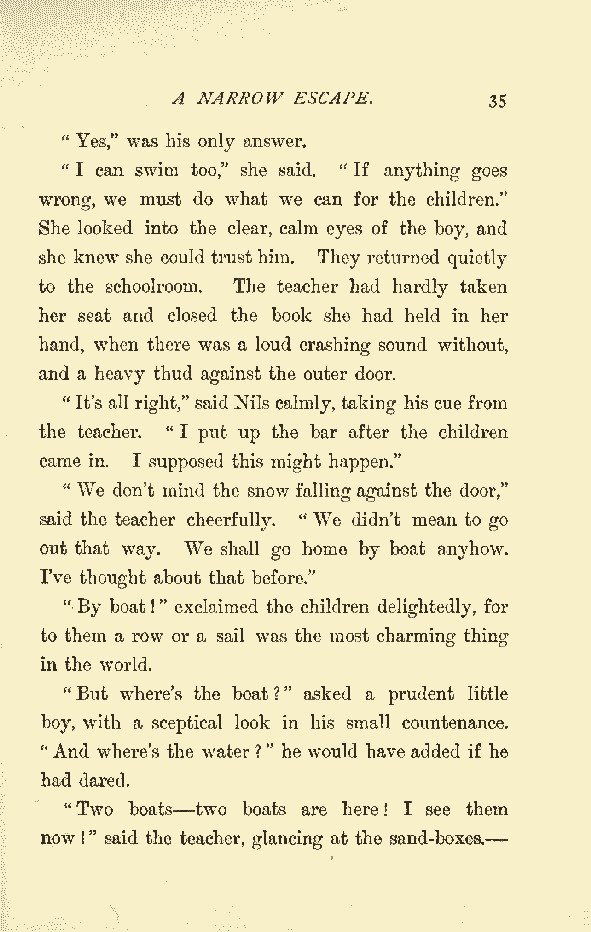 A NARROW ESCAPE. 35
“ Yes,” was his only answer.
“ I can swim too,” she said. “ If anything goes
wrong, we must do what we can for the children.”
She looked into the clear, calm eyes of the boy, and
she knew she could trust him. They returned quietly
to the schoolroom. The teacher had hardly taken
her seat and closed the book she had held in her
hand, when there was a loud crashing sound without,
and a heavy thud against the outer door.
“ It’s all right,” said Nils calmly, taking his cue from
the teacher. “ I put up the bar after the children
came in. I supposed this might happen.”
“ We don’t mind the snow falling against the door,”
said the teacher cheerfully. “ We didn’t mean to go
out that way. We shall go home by boat anyhow.
I’ve thought about that before.”
“ By boat! ” exclaimed the children delightedly, for
to them a row or a sail was the most charming thing
in the world.
“ But where’s the boat ? ” asked a prudent little
boy, with a sceptical look in his small countenance.
“ And where’s the water ? ” he would have added if he
had dared.
“ Two boats—two boats are here! I see them
now ! ” said the teacher, glancing at the sand-boxes.—